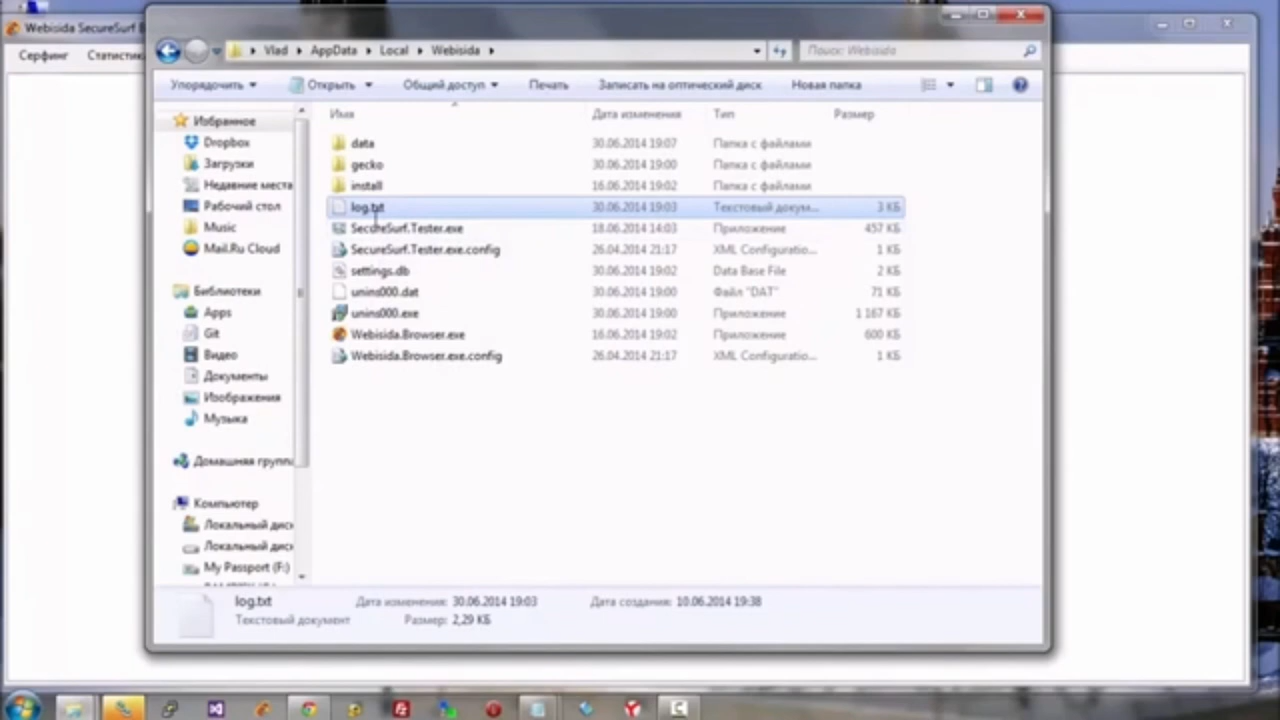 Webisida SecureSurf B
Серфинг Статистик
Vlad AppData Local Webisida
Поиск: Webisida
Упорядочить Открыть Общий доступ Печать Записать на оптический диск Новая папка
Имя Дата изменения Тип Размер
Избранное
Dropbox
Загрузки
Недавние места
Рабочий стол
Music
Mail.Ru Cloud
Библиотеки
Apps
Git
Видео
Документы
Изображения
Музыка
Домашняя группа
Компьютер
Локальный диск
Локальный диск
My Passport (F:)
data 30.06.2014 19:07 Папка с файлами
gecko 30.06.2014 19:00 Папка с файлами
install 16.06.2014 19:02 Папка с файлами
log.txt 30.06.2014 19:03 Текстовый докум... 3 КБ
SecureSurf.Tester.exe 18.06.2014 14:03 Приложение 457 КБ
SecureSurf.Tester.exe.config 26.04.2014 21:17 XML Configuratio... 1 КБ
settings.db 30.06.2014 19:02 Data Base File 2 КБ
unins000.dat 30.06.2014 19:00 Файл "DAT" 71 КБ
unins000.exe 30.06.2014 19:00 Приложение 1 167 КБ
Webisida.Browser.exe 16.06.2014 19:02 Приложение 600 КБ
Webisida.Browser.exe.config 26.04.2014 21:17 XML Configuratio... 1 КБ
log.txt Дата изменения: 30.06.2014 19:03 Дата создания: 10.06.2014 19:38
Текстовый документ Размер: 2,29 КБ